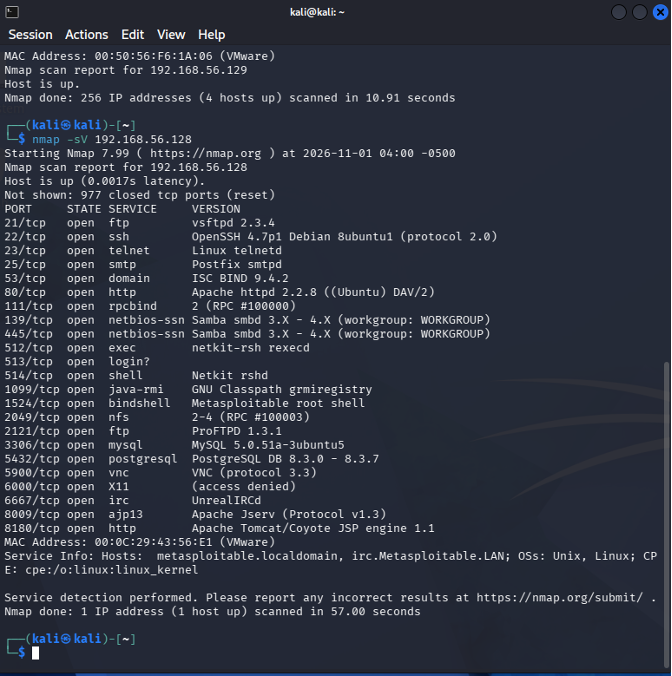 kali@kali: ~
Session Actions Edit View Help
MAC Address: 00:50:56:F6:1A:06 (VMware)
Nmap scan report for 192.168.56.129
Host is up.
Nmap done: 256 IP addresses (4 hosts up) scanned in 10.91 seconds
┌──(kali㉿kali)-[~]
└─$ nmap -sV 192.168.56.128
Starting Nmap 7.99 ( https://nmap.org ) at 2026-11-01 04:00 -0500
Nmap scan report for 192.168.56.128
Host is up (0.0017s latency).
Not shown: 977 closed tcp ports (reset)
PORT     STATE SERVICE     VERSION
21/tcp   open  ftp         vsftpd 2.3.4
22/tcp   open  ssh         OpenSSH 4.7p1 Debian 8ubuntu1 (protocol 2.0)
23/tcp   open  telnet      Linux telnetd
25/tcp   open  smtp        Postfix smtpd
53/tcp   open  domain      ISC BIND 9.4.2
80/tcp   open  http        Apache httpd 2.2.8 ((Ubuntu) DAV/2)
111/tcp  open  rpcbind     2 (RPC #100000)
139/tcp  open  netbios-ssn Samba smbd 3.X - 4.X (workgroup: WORKGROUP)
445/tcp  open  netbios-ssn Samba smbd 3.X - 4.X (workgroup: WORKGROUP)
512/tcp  open  exec        netkit-rsh rexecd
513/tcp  open  login?
514/tcp  open  shell       Netkit rshd
1099/tcp open  java-rmi    GNU Classpath grmiregistry
1524/tcp open  bindshell   Metasploitable root shell
2049/tcp open  nfs         2-4 (RPC #100003)
2121/tcp open  ftp         ProFTPD 1.3.1
3306/tcp open  mysql       MySQL 5.0.51a-3ubuntu5
5432/tcp open  postgresql  PostgreSQL DB 8.3.0 - 8.3.7
5900/tcp open  vnc         VNC (protocol 3.3)
6000/tcp open  X11         (access denied)
6667/tcp open  irc         UnrealIRCd
8009/tcp open  ajp13       Apache Jserv (Protocol v1.3)
8180/tcp open  http        Apache Tomcat/Coyote JSP engine 1.1
MAC Address: 00:0C:29:43:56:E1 (VMware)
Service Info: Hosts:  metasploitable.localdomain, irc.Metasploitable.LAN; OSs: Unix, Linux; CP
E: cpe:/o:linux:linux_kernel
Service detection performed. Please report any incorrect results at https://nmap.org/submit/ .
Nmap done: 1 IP address (1 host up) scanned in 57.00 seconds
┌──(kali㉿kali)-[~]
└─$